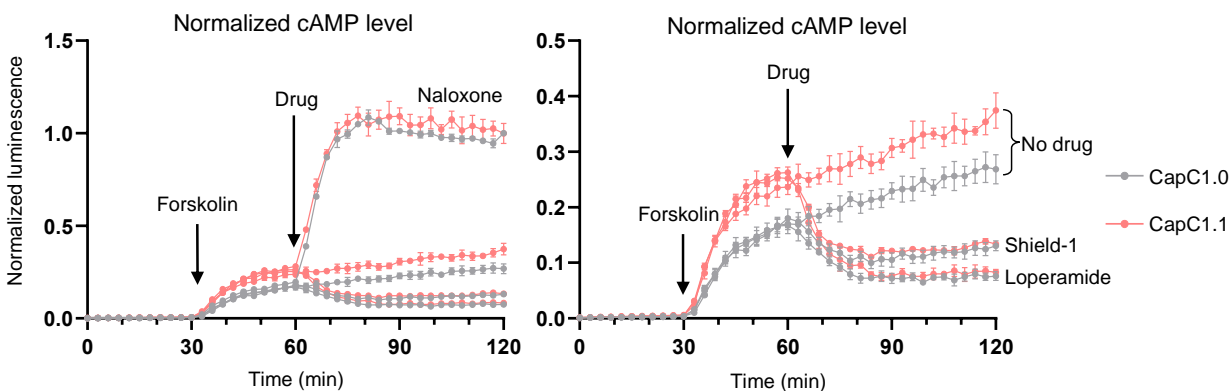 Normalized cAMP level
Normalized luminescence
1.5
1.0
0.5
0.0
Forskolin
Drug
Naloxone
0
30
60
90
120
Time (min)
Normalized cAMP level
0.5
0.4
0.3
0.2
0.1
0.0
Forskolin
Drug
No drug
Shield-1
Loperamide
0
30
60
90
120
Time (min)
CapC1.0
CapC1.1